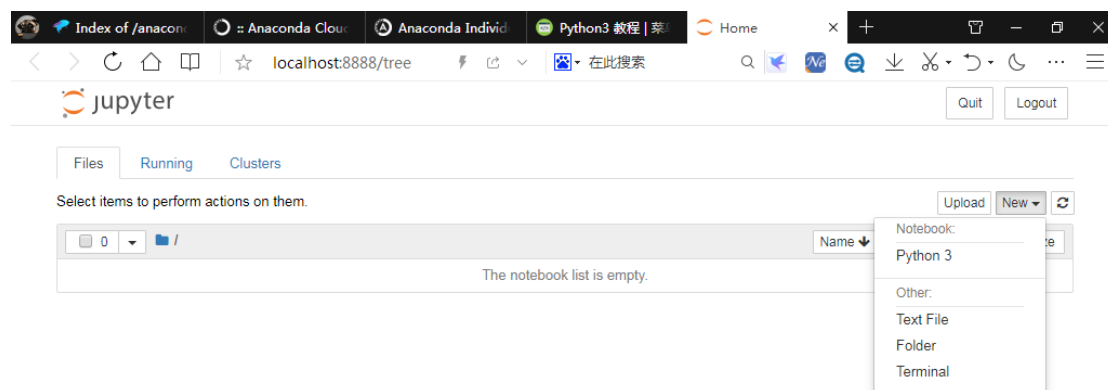 Index of /anacon
:: Anaconda Clou
Anaconda Individ
Python3 教程 | 菜
Home
localhost:8888/tree
在此搜索
Ne
jupyter
Quit
Logout
Files
Running
Clusters
Select items to perform actions on them.
Upload
New
0
/
Name
Notebook:
Python 3
The notebook list is empty.
Other:
Text File
Folder
Terminal